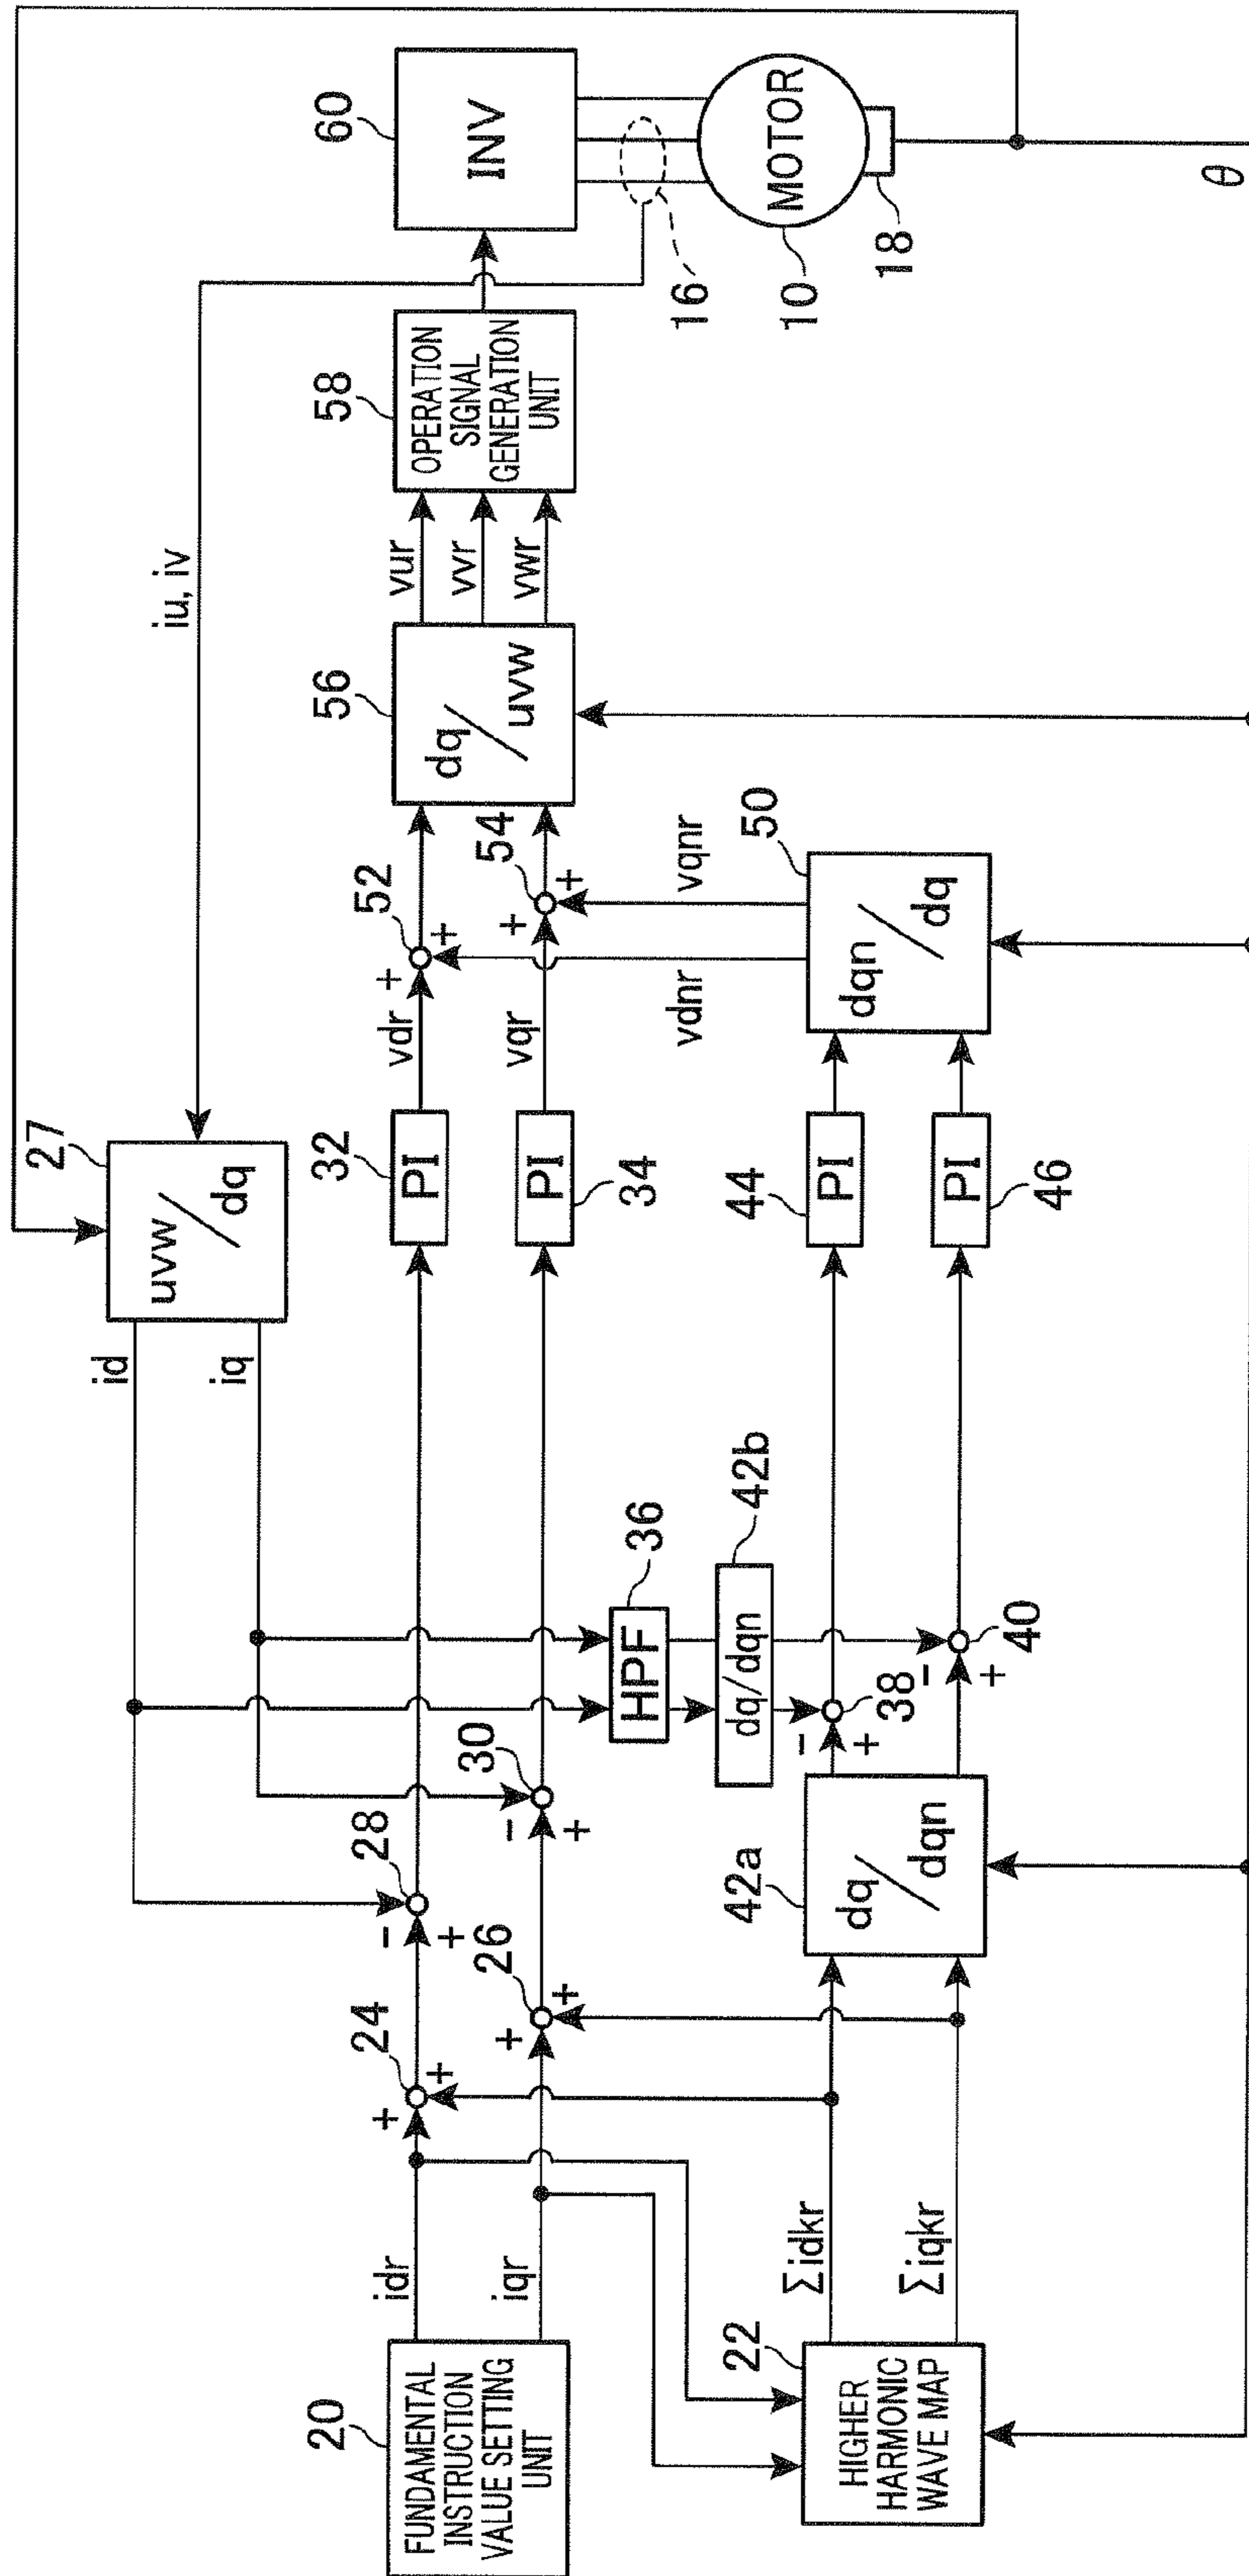 27
uvw/dq
iu, iv
id
iq
20
FUNDAMENTAL
INSTRUCTION
VALUE SETTING
UNIT
idr
iqr
+
+
24
+
+
26
-
+
28
-
+
30
32
PI
34
PI
vdr
vqr
+
+
52
+
+
54
56
dq/uvw
vur
vvr
vwr
58
OPERATION
SIGNAL
GENERATION
UNIT
60
INV
16
MOTOR
10
18
θ
22
HIGHER
HARMONIC
WAVE MAP
Σidkr
Σiqkr
42a
dq/dqn
HPF
36
dq/dqn
42b
-
+
38
-
+
40
44
PI
46
PI
50
dqn/dq
vdnr
vqnr